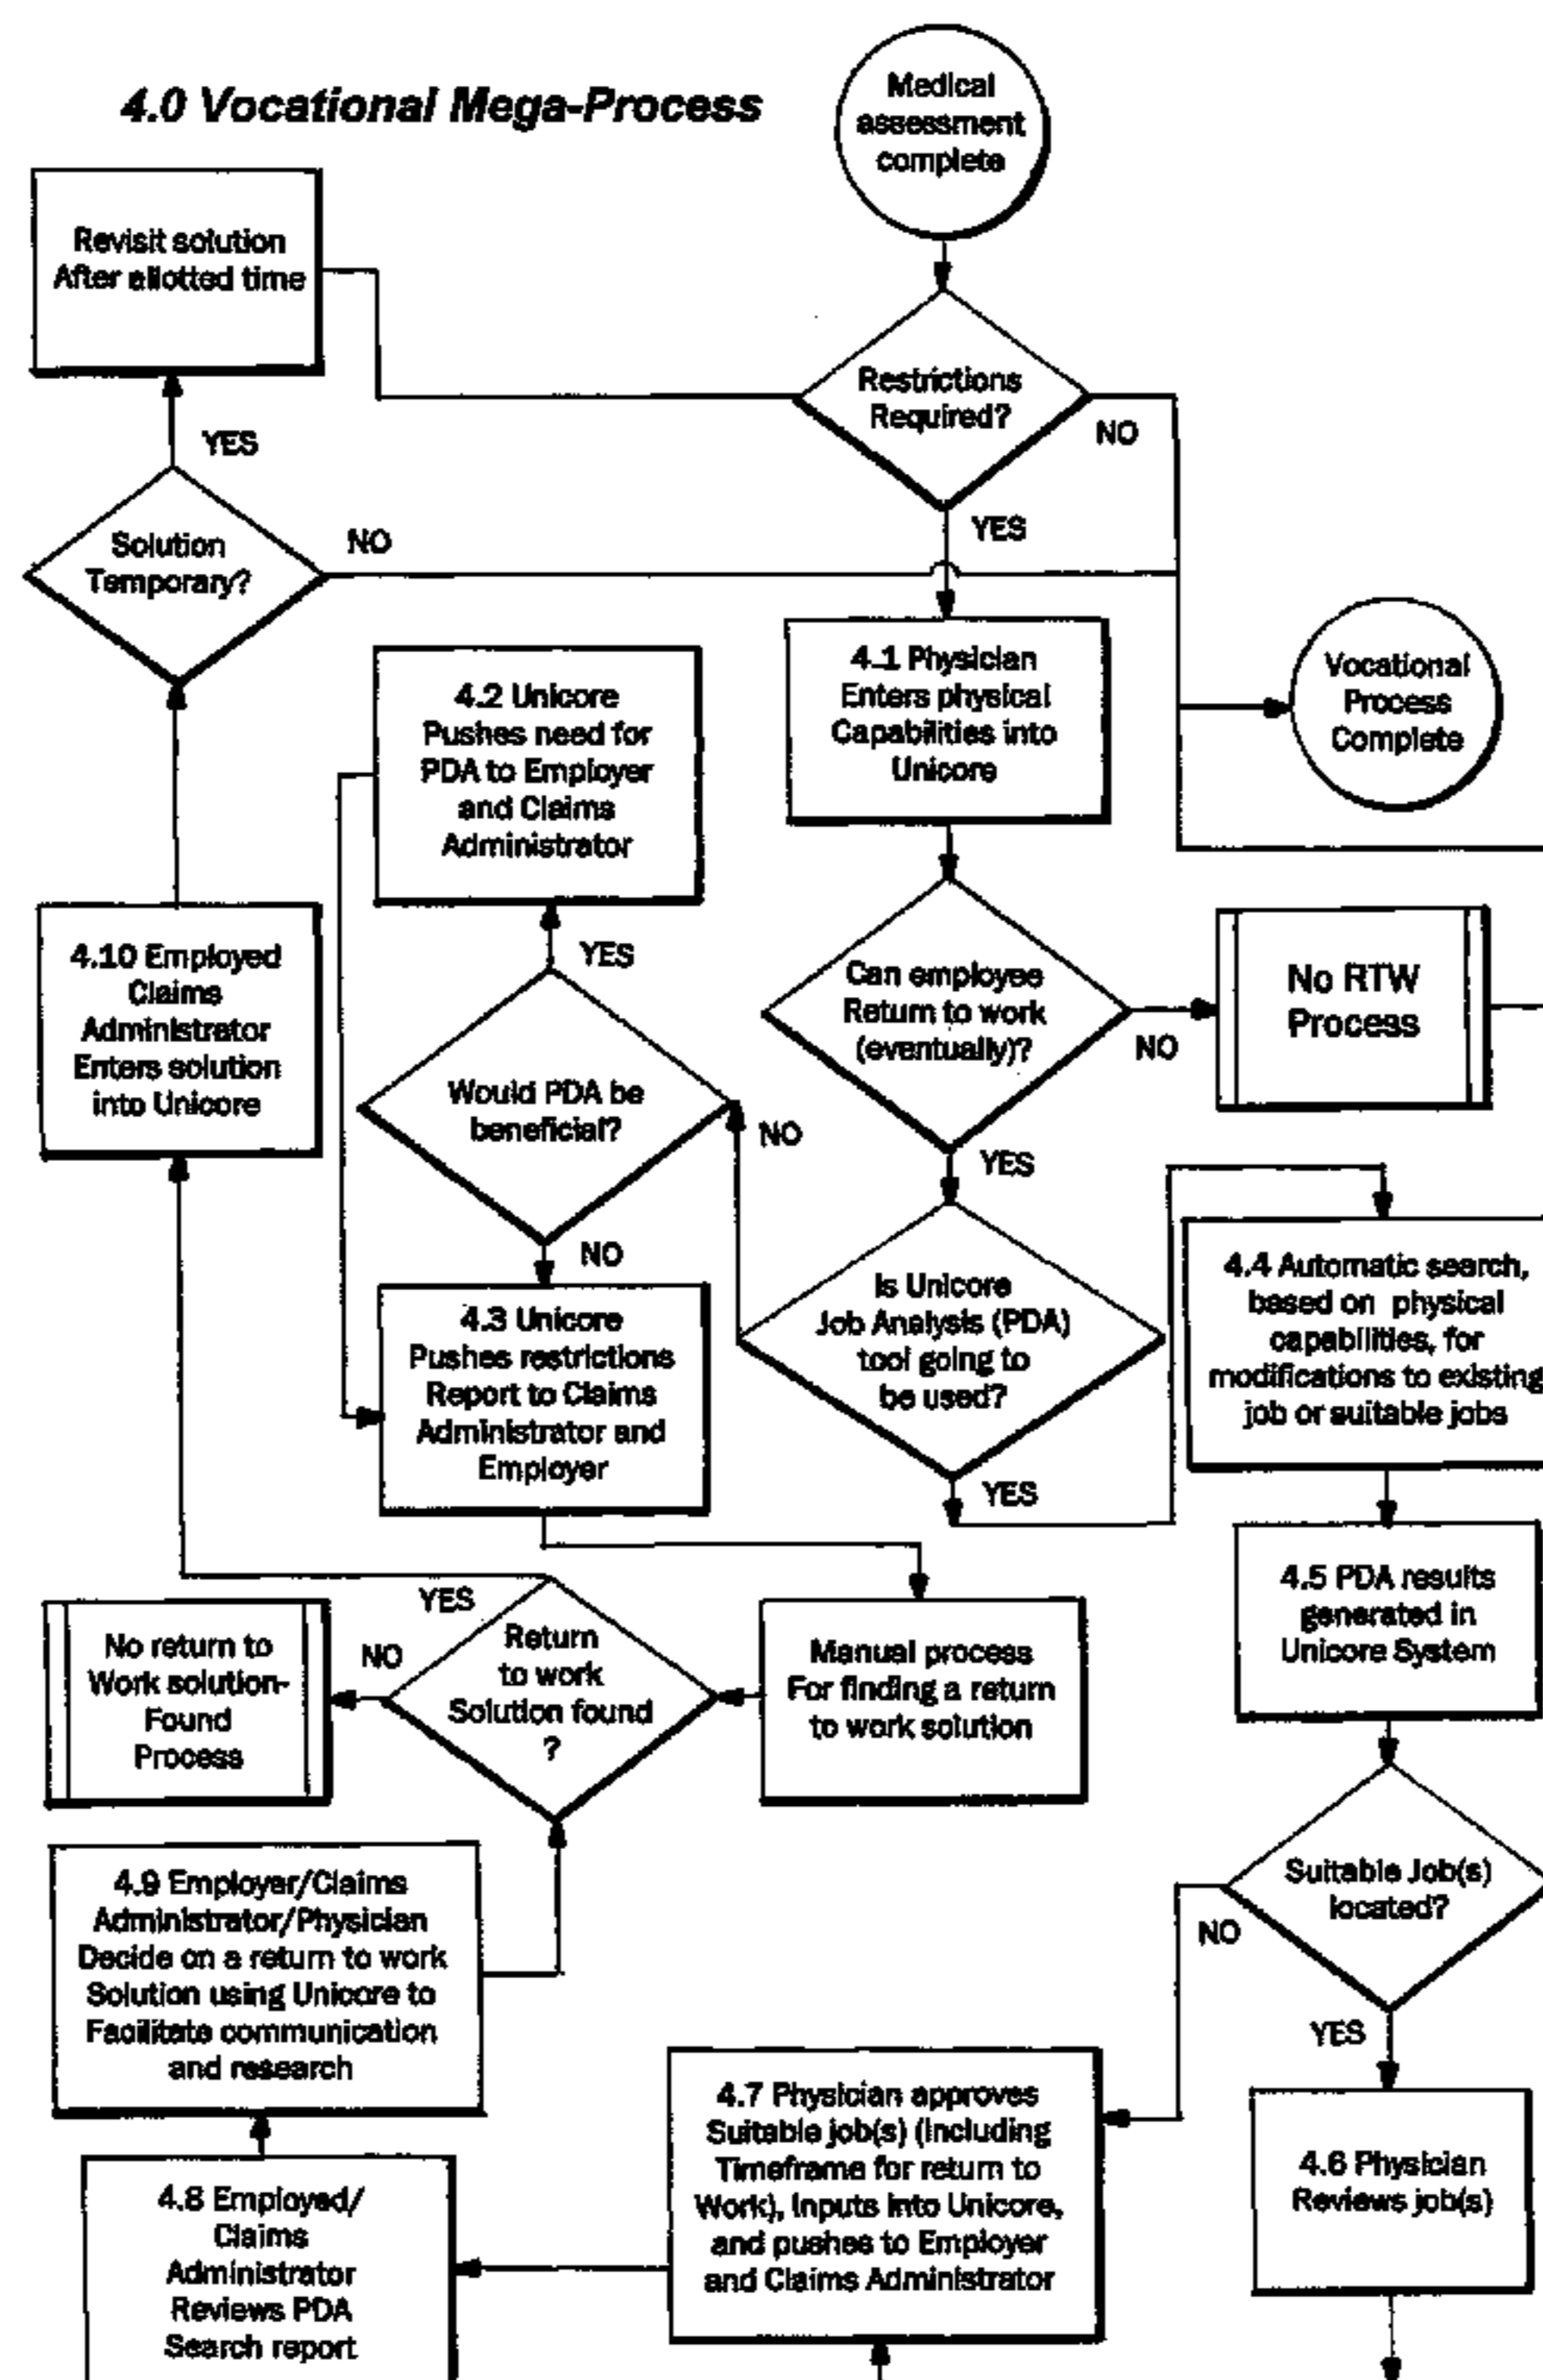 4.0 Vocational Mega-Process
Medical
assessment
complete
Revisit solution
After allotted time
Restrictions
Required?
NO
YES
YES
Solution
Temporary?
NO
4.1 Physician
Enters physical
Capabilities into
Unicore
Vocational
Process
Complete
4.2 Unicore
Pushes need for
PDA to Employer
and Claims
Administrator
4.10 Employed
Claims
Administrator
Enters solution
into Unicore
YES
Can employee
Return to work
(eventually)?
NO
No RTW
Process
Would PDA be
beneficial?
NO
YES
NO
4.3 Unicore
Pushes restrictions
Report to Claims
Administrator and
Employer
Is Unicore
Job Analysis (PDA)
tool going to
be used?
YES
4.4 Automatic search,
based on physical
capabilities, for
modifications to existing
job or suitable jobs
4.5 PDA results
generated in
Unicore System
YES
NO
Return
to work
Solution found
?
No return to
Work solution-
Found
Process
Manual process
For finding a return
to work solution
Suitable Job(s)
located?
NO
YES
4.9 Employer/Claims
Administrator/Physician
Decide on a return to work
Solution using Unicore to
Facilitate communication
and research
4.7 Physician approves
Suitable job(s) (Including
Timeframe for return to
Work), Inputs into Unicore,
and pushes to Employer
and Claims Administrator
4.6 Physician
Reviews job(s)
4.8 Employed/
Claims
Administrator
Reviews PDA
Search report